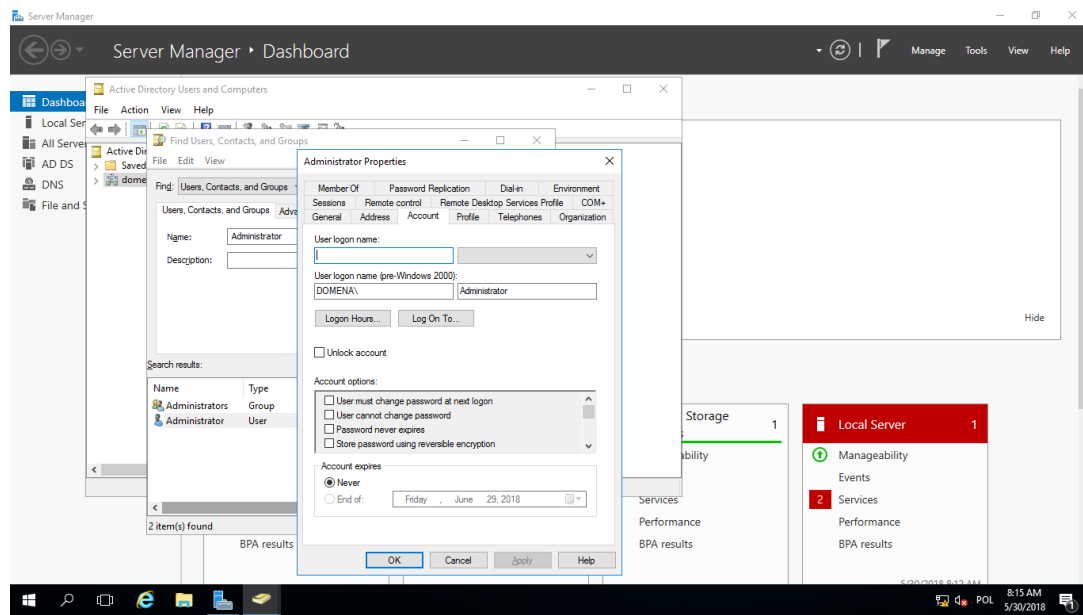 Server Manager
Server Manager • Dashboard
Manage Tools View Help
Dashboa
Local Ser
All Serve
AD DS
DNS
File and S
Active Directory Users and Computers
File Action View Help
Active Dir
Saved
dome
Find Users, Contacts, and Groups
File Edit View
Find: Users, Contacts, and Groups
Users, Contacts, and Groups Adva
Name: Administrator
Description:
Search results:
Name Type
Administrators Group
Administrator User
2 item(s) found
Administrator Properties
Member Of Password Replication Dial-in Environment
Sessions Remote control Remote Desktop Services Profile COM+
General Address Account Profile Telephones Organization
User logon name:
User logon name (pre-Windows 2000):
DOMENA\ Administrator
Logon Hours... Log On To...
Unlock account
Account options:
User must change password at next logon
User cannot change password
Password never expires
Store password using reversible encryption
Account expires
Never
End of: Friday , June 29, 2018
OK Cancel Apply Help
Hide
Storage 1
ability
Services
Performance
BPA results
BPA results
Local Server 1
Manageability
Events
2 Services
Performance
BPA results
5/30/2018 8:12 AM
POL
8:15 AM
5/30/2018